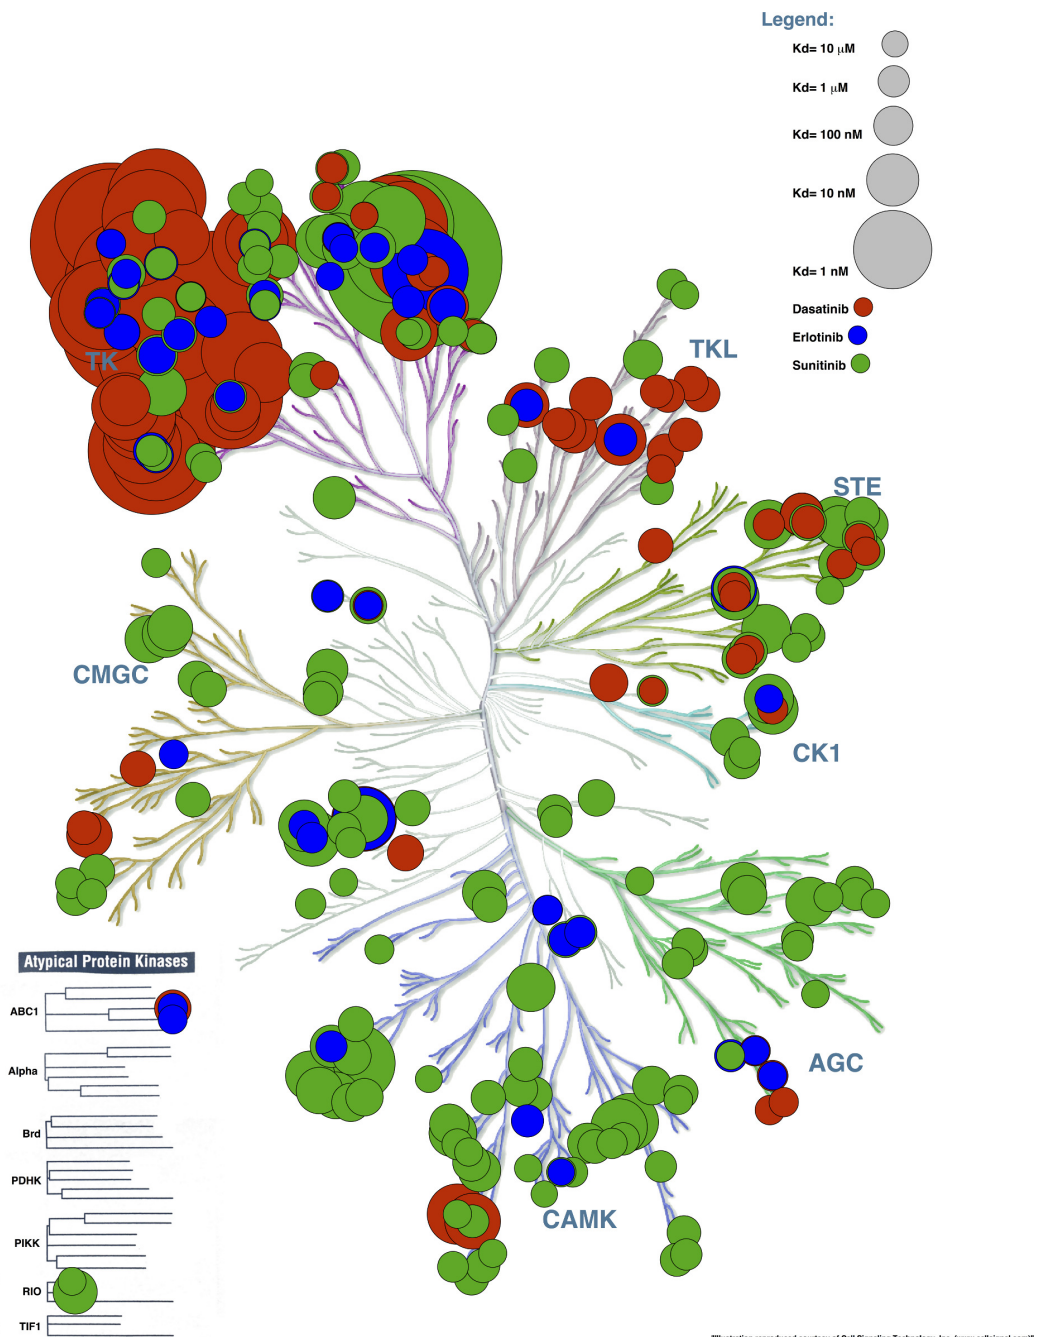 Legend:
Kd= 10 µM
Kd= 1 µM
Kd= 100 nM
Kd= 10 nM
Kd= 1 nM
Dasatinib
Erlotinib
Sunitinib
TK
TKL
STE
CMGC
CK1
AGC
CAMK
Atypical Protein Kinases
ABC1
Alpha
Brd
PDHK
PIKK
RIO
TIF1